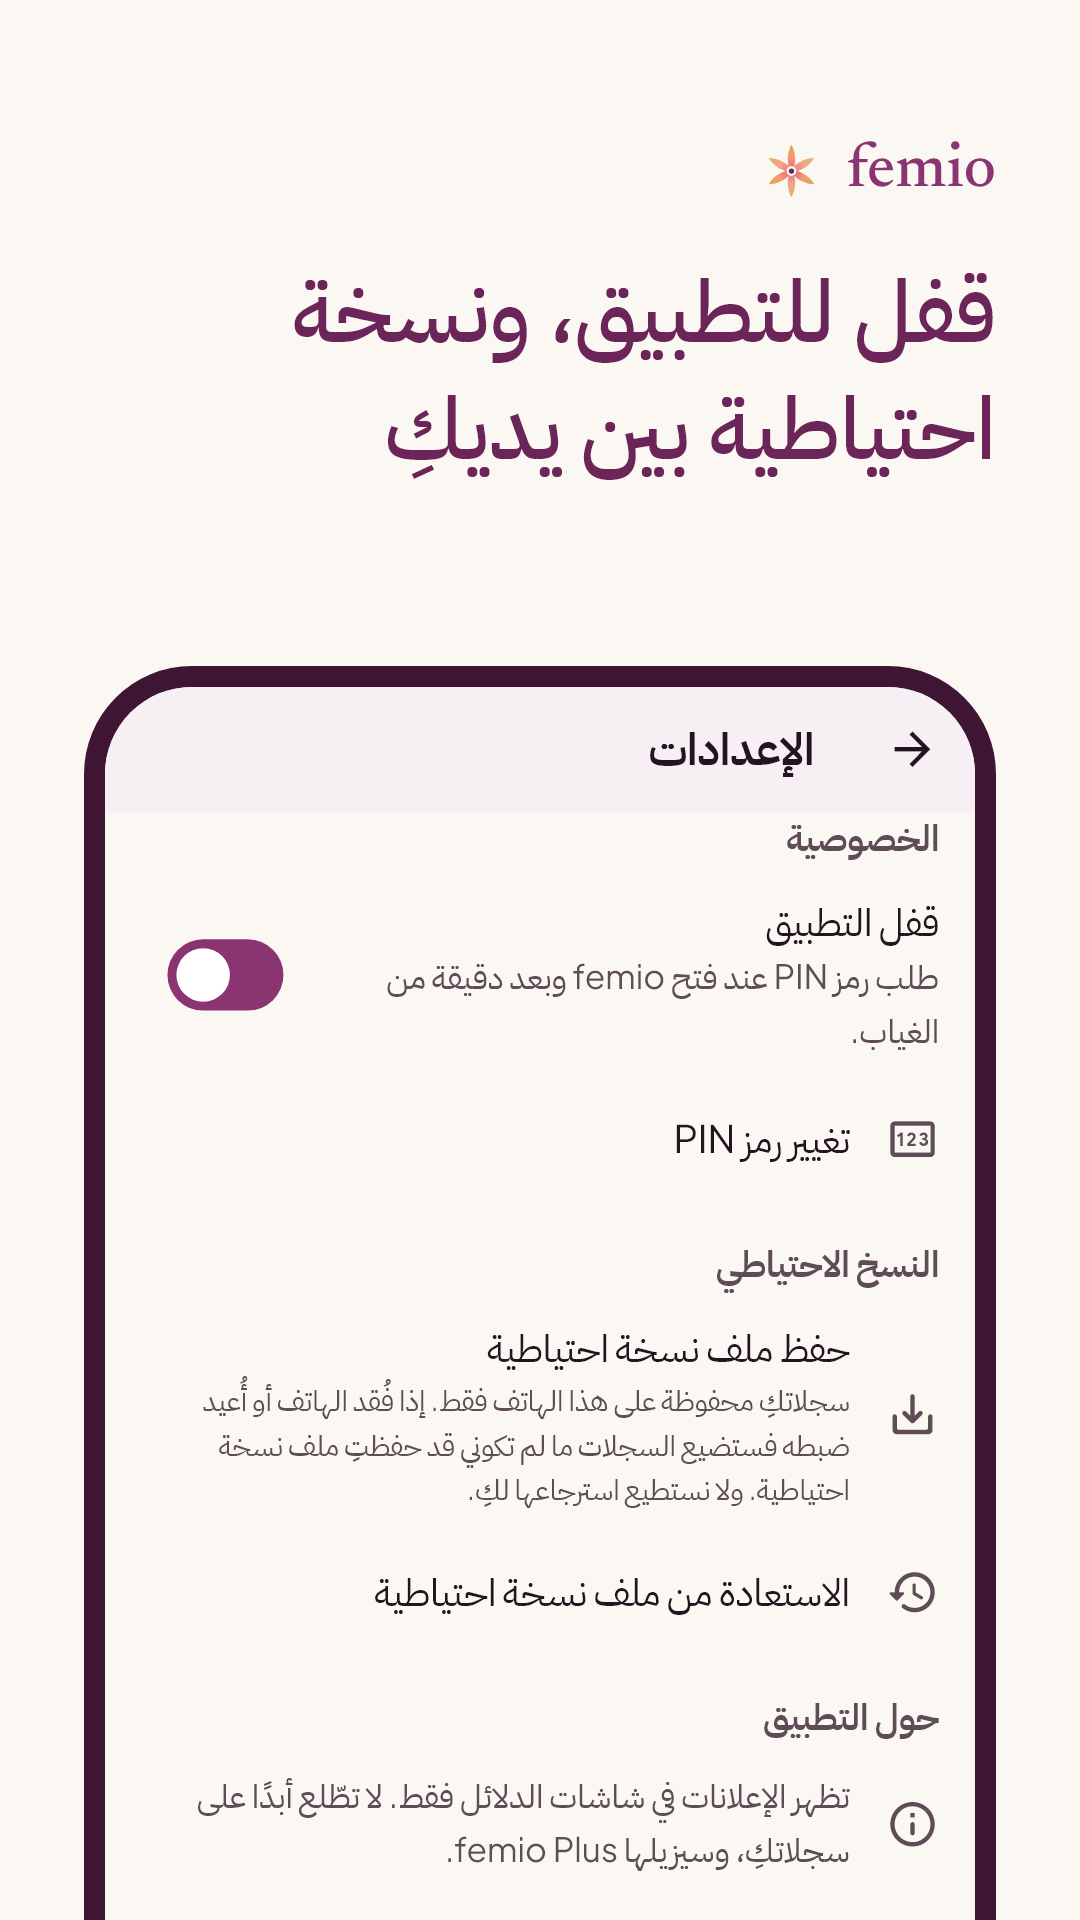 femio
قفل للتطبيق، ونسخة
احتياطية بين يديكِ
الإعدادات
الخصوصية
قفل التطبيق
طلب رمز PIN عند فتح femio وبعد دقيقة من
الغياب.
123
تغيير رمز PIN
النسخ الاحتياطي
حفظ ملف نسخة احتياطية
سجلاتكِ محفوظة على هذا الهاتف فقط. إذا فُقد الهاتف أو أُعيد
ضبطه فستضيع السجلات ما لم تكوني قد حفظتِ ملف نسخة
احتياطية. ولا نستطيع استرجاعها لكِ.
الاستعادة من ملف نسخة احتياطية
حول التطبيق
تظهر الإعلانات في شاشات الدلائل فقط. لا تطّلع أبدًا على
سجلاتكِ، وسيزيلها femio Plus.